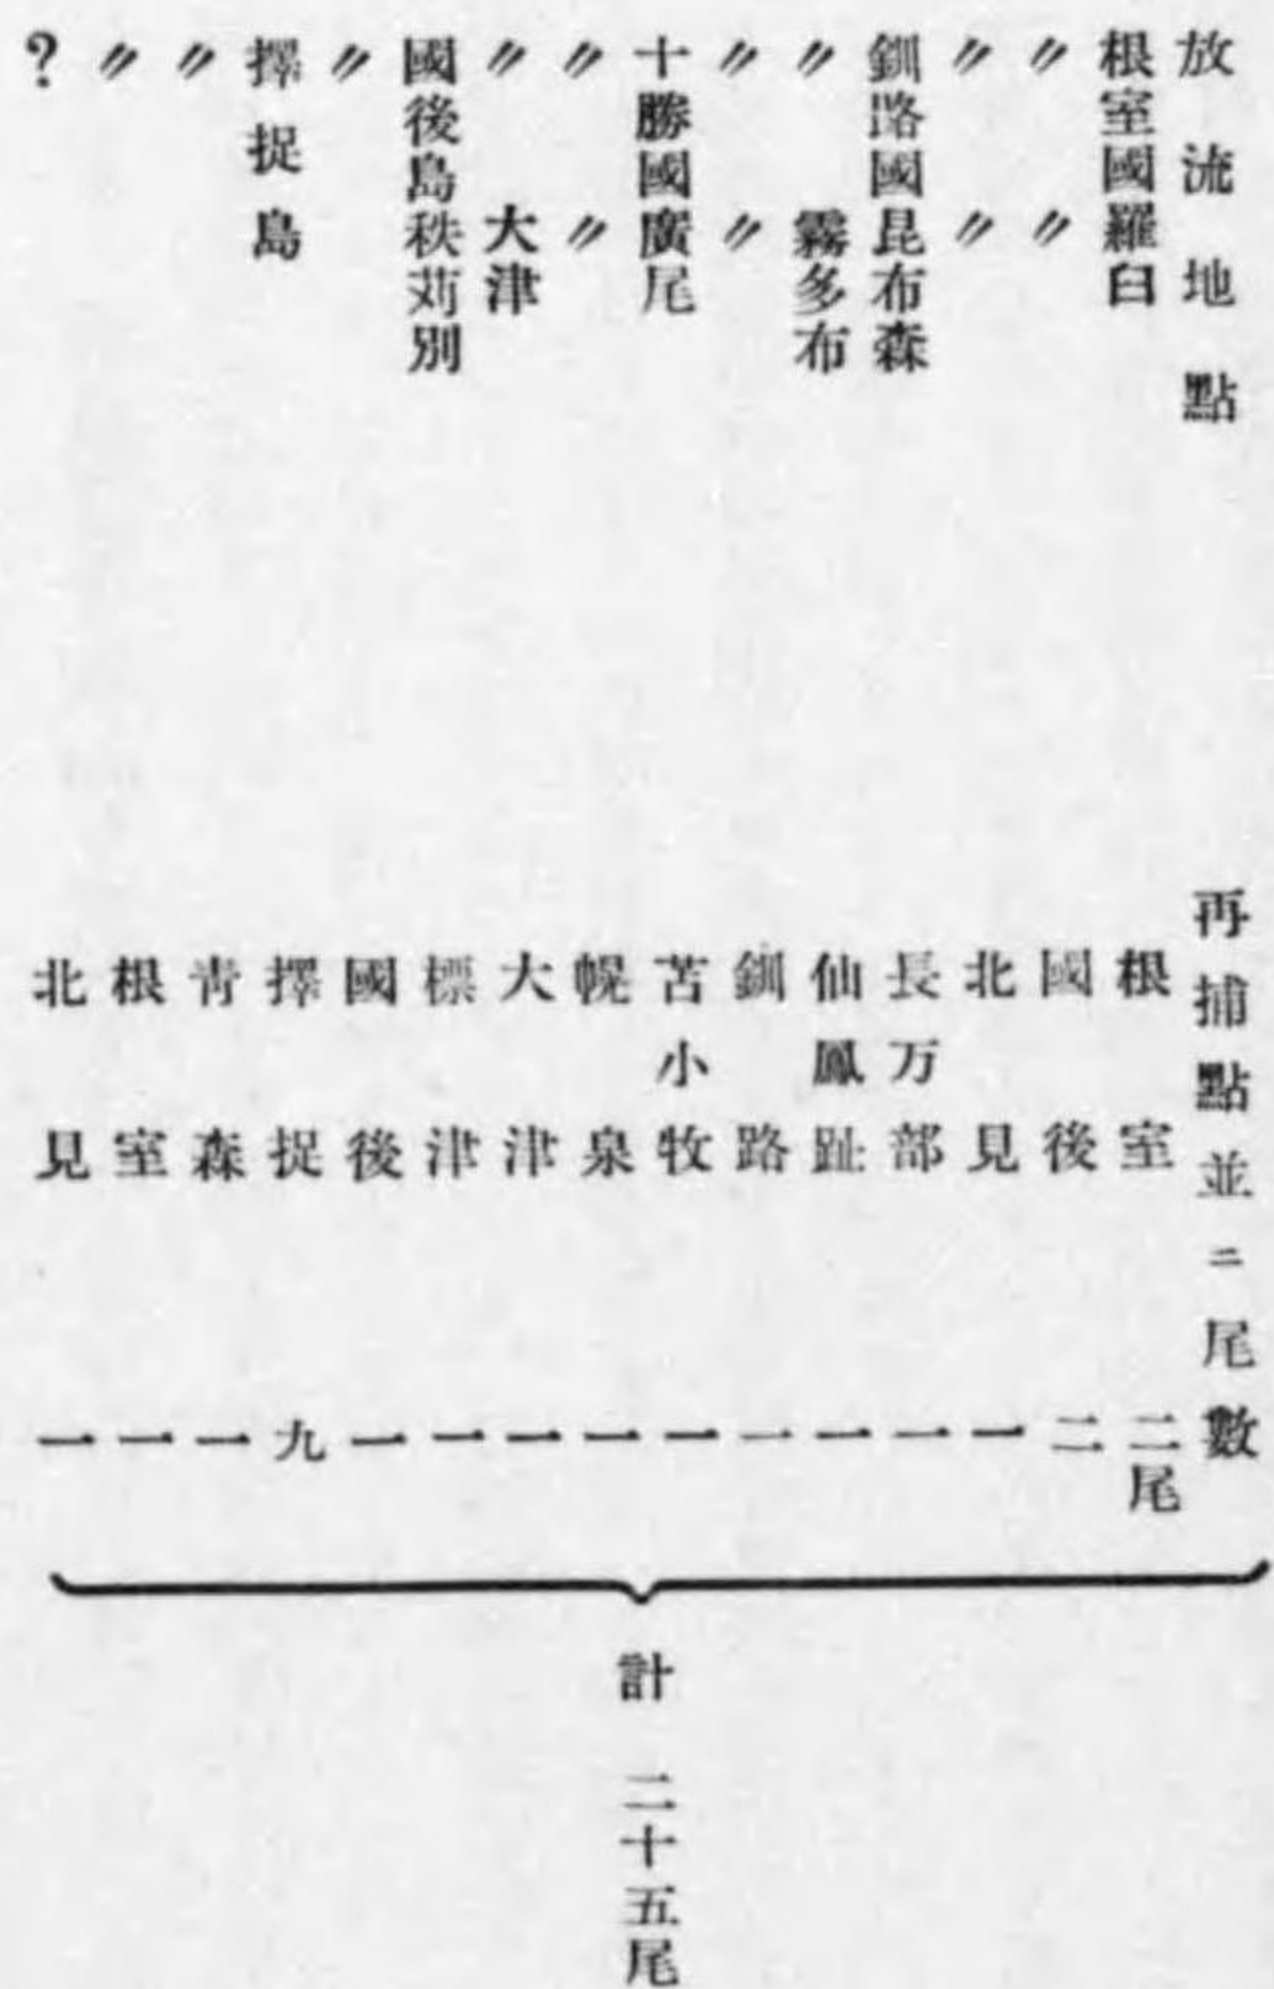 放流地點　再捕點並ニ尾數
根室國羅臼　根室　二尾
〃　〃　國後　二
〃　〃　北見　一
釧路國昆布森　長万部　一
〃　霧多布　仙鳳趾　一
〃　〃　釧路　一
十勝國廣尾　苫小牧　一
〃　〃　幌泉　一
〃　大津　大津　一
國後島秩苅別　標津　一
〃　國後　一
擇捉島　擇捉　九
〃　青森　一
〃　根室　一
?　北見　一
計　二十五尾